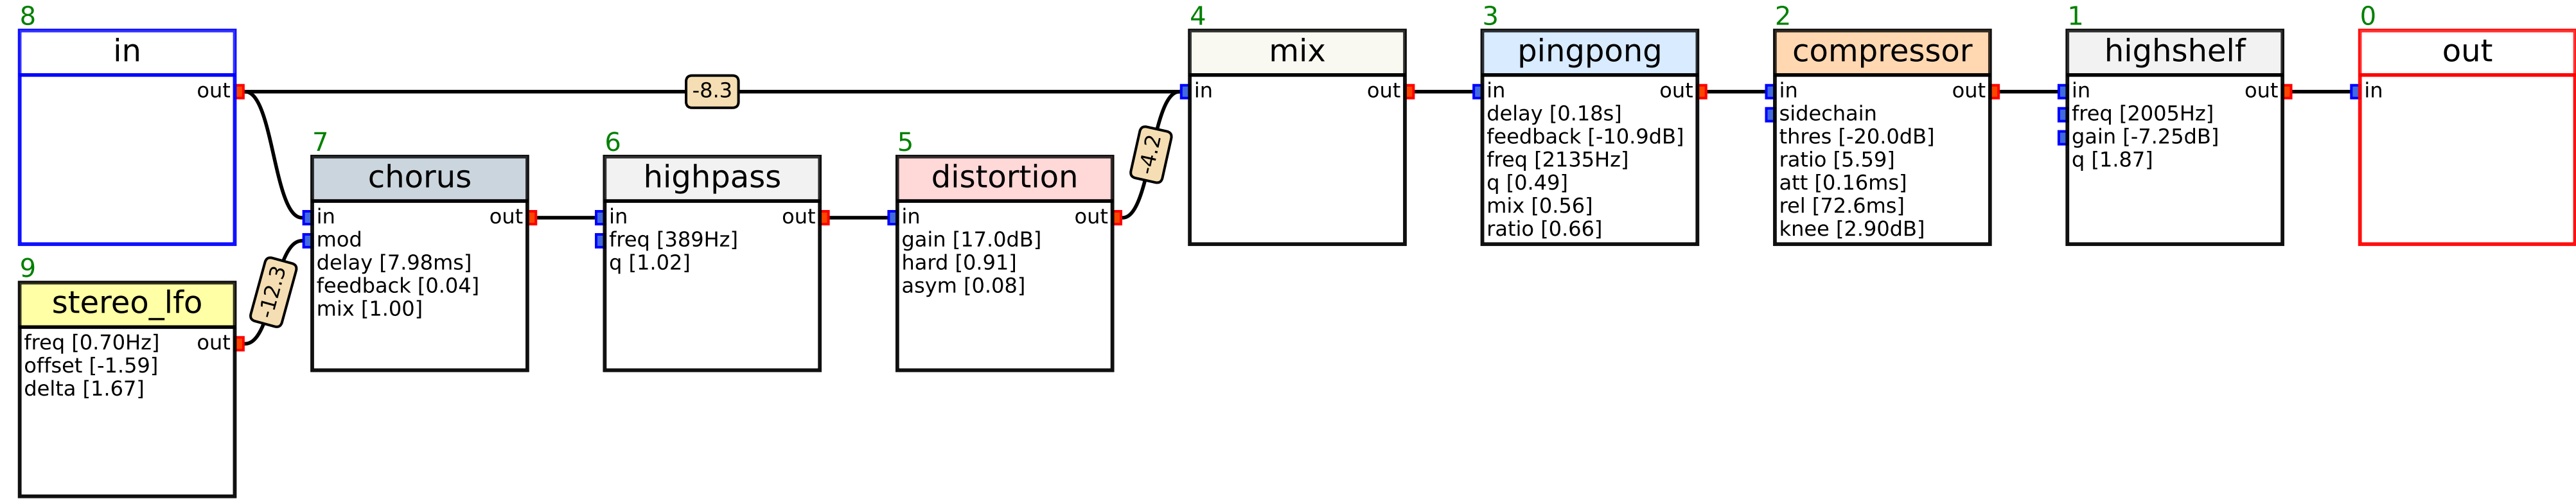 8
in
out
-8.3
9
stereo_lfo
freq [0.70Hz]
out
offset [-1.59]
delta [1.67]
-12.3
7
chorus
in
out
mod
delay [7.98ms]
feedback [0.04]
mix [1.00]
6
highpass
in
out
freq [389Hz]
q [1.02]
5
distortion
in
out
gain [17.0dB]
hard [0.91]
asym [0.08]
-4.2
4
mix
in
out
3
pingpong
in
out
delay [0.18s]
feedback [-10.9dB]
freq [2135Hz]
q [0.49]
mix [0.56]
ratio [0.66]
2
compressor
in
out
sidechain
thres [-20.0dB]
ratio [5.59]
att [0.16ms]
rel [72.6ms]
knee [2.90dB]
1
highshelf
in
out
freq [2005Hz]
gain [-7.25dB]
q [1.87]
0
out
in